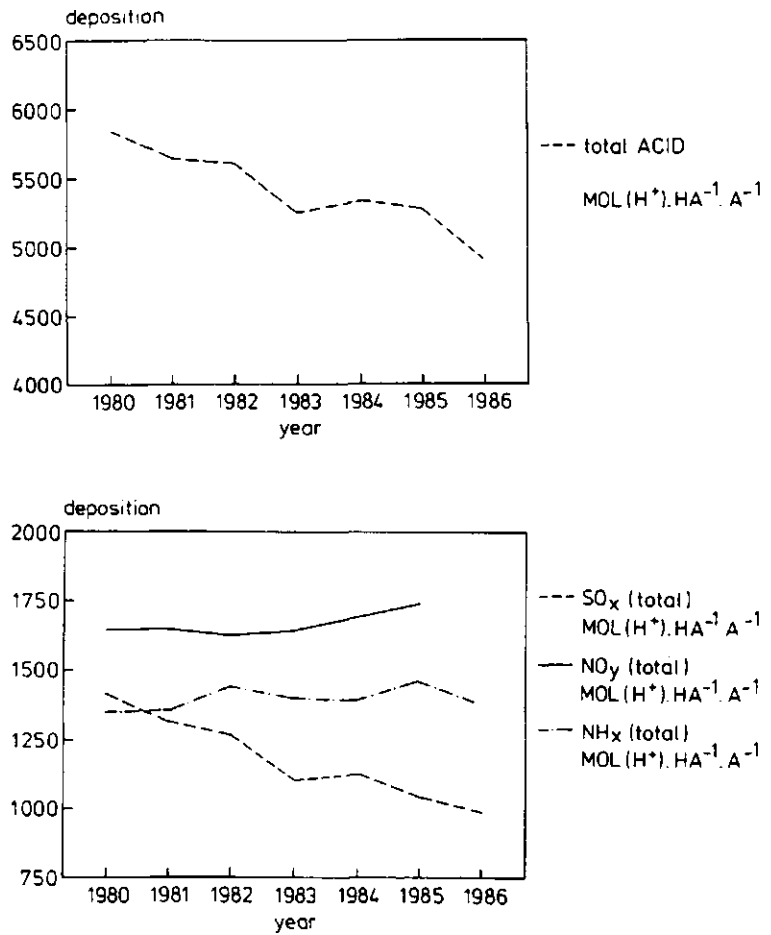 deposition
6500
6000
5500
5000
4500
4000
1980 1981 1982 1983 1984 1985 1986
year
total ACID
MOL(H⁺).HA⁻¹.A⁻¹
deposition
2000
1750
1500
1250
1000
750
1980 1981 1982 1983 1984 1985 1986
year
SOₓ (total)
MOL(H⁺).HA⁻¹A⁻¹
NOy (total)
MOL(H⁺).HA⁻¹.A⁻¹
NHₓ (total)
MOL(H⁺).HA⁻¹.A⁻¹